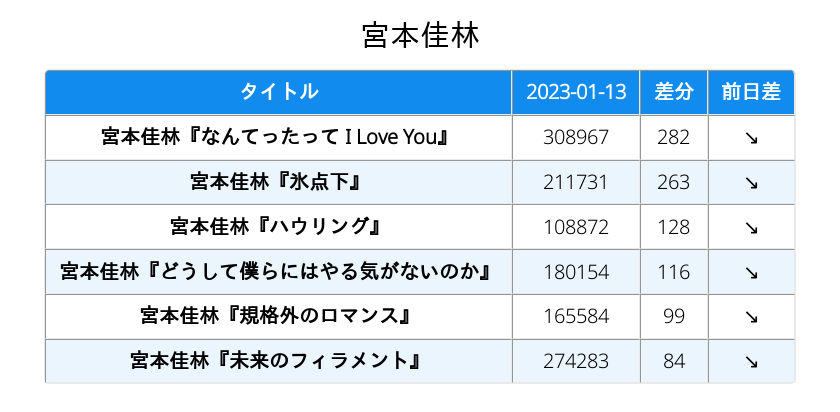 宮本佳林
タイトル 2023-01-13 差分 前日差
宮本佳林『なんてったって I Love You』 308967 282 ↘
宮本佳林『氷点下』 211731 263 ↘
宮本佳林『ハウリング』 108872 128 ↘
宮本佳林『どうして僕らにはやる気がないのか』 180154 116 ↘
宮本佳林『規格外のロマンス』 165584 99 ↘
宮本佳林『未来のフィラメント』 274283 84 ↘